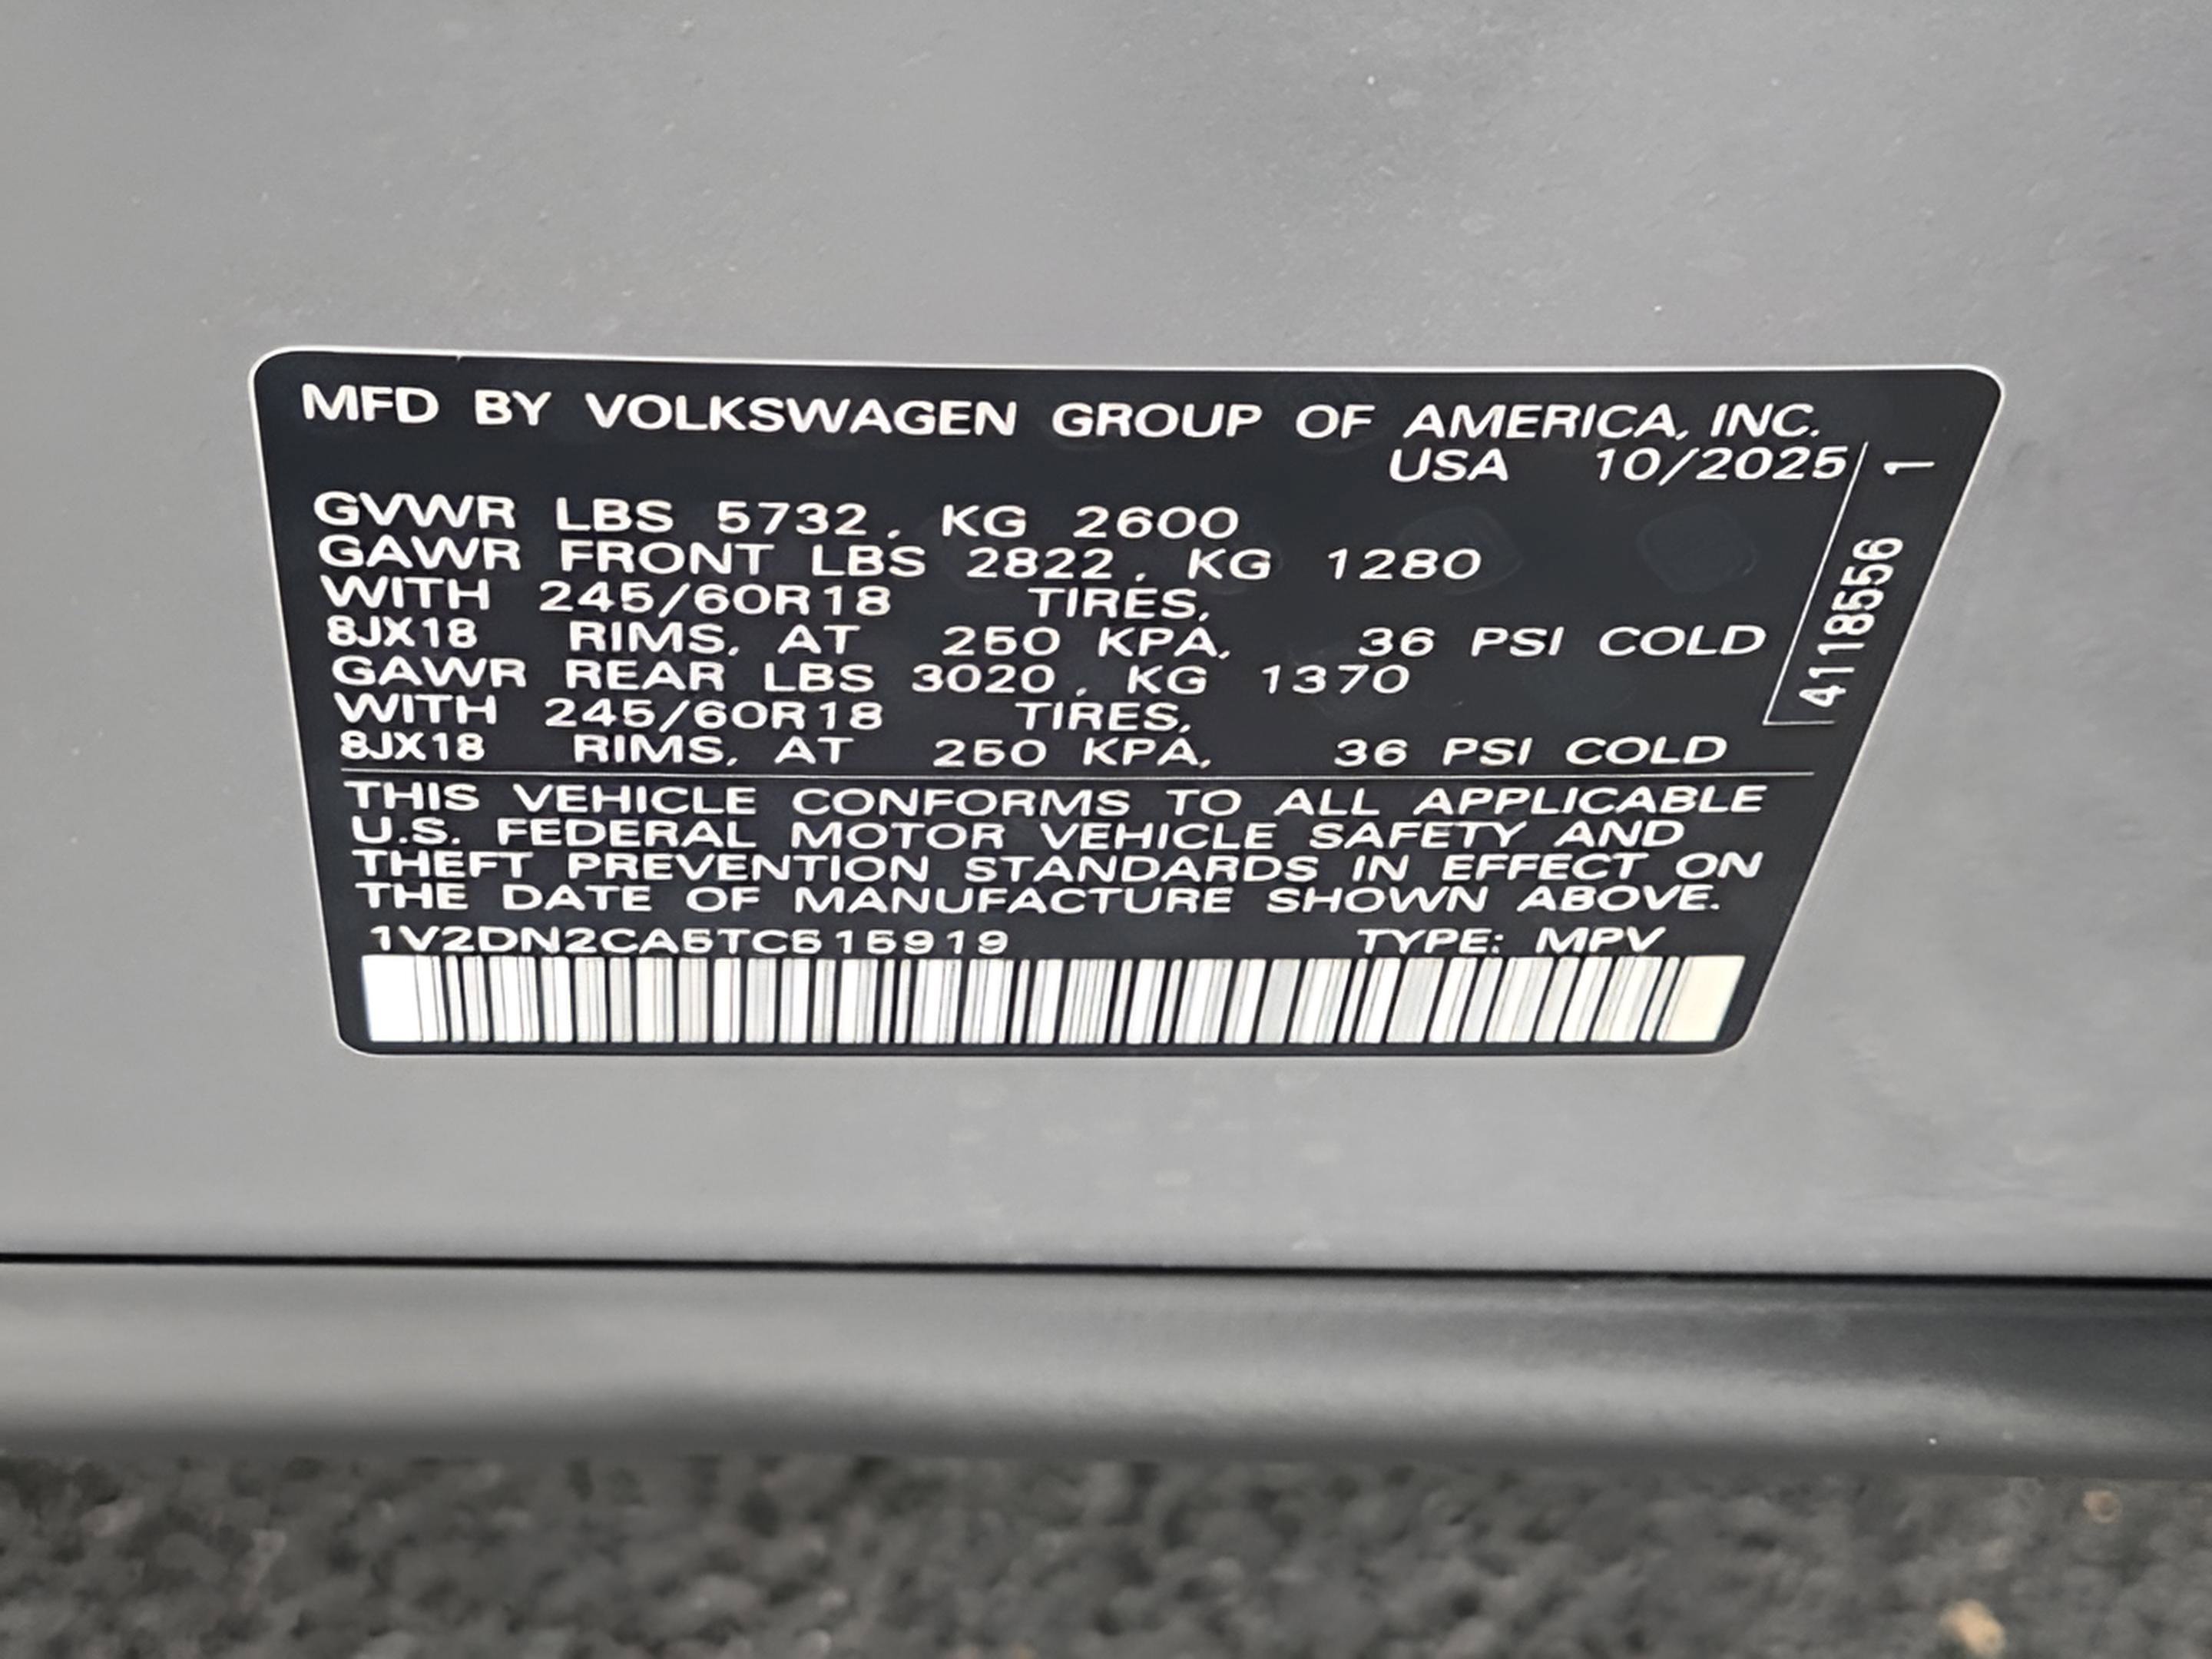 MFD BY VOLKSWAGEN GROUP OF AMERICA, INC.
USA 10/2025
GVWR LBS 5732, KG 2600
GAWR FRONT LBS 2822, KG 1280
WITH 245/60R18 TIRES,
8JX18 RIMS, AT 250 KPA, 36 PSI COLD
GAWR REAR LBS 3020, KG 1370
WITH 245/60R18 TIRES,
8JX18 RIMS, AT 250 KPA, 36 PSI COLD
4118556 1
THIS VEHICLE CONFORMS TO ALL APPLICABLE
U.S. FEDERAL MOTOR VEHICLE SAFETY AND
THEFT PREVENTION STANDARDS IN EFFECT ON
THE DATE OF MANUFACTURE SHOWN ABOVE.
1V2DN2CA5TC515919 TYPE: MPV